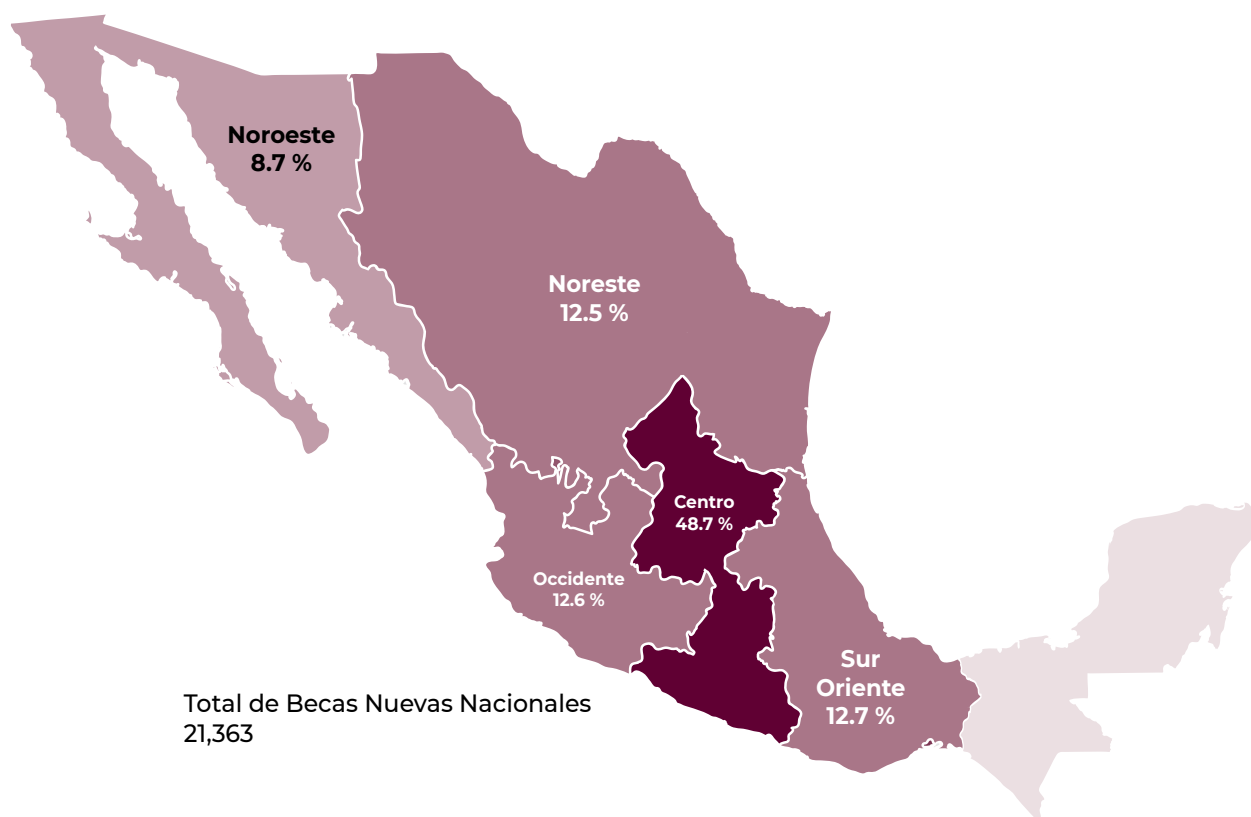 Noroeste
8.7 %
Noreste
12.5 %
Centro
48.7 %
Occidente
12.6 %
Sur
Oriente
12.7 %
Total de Becas Nuevas Nacionales
21,363